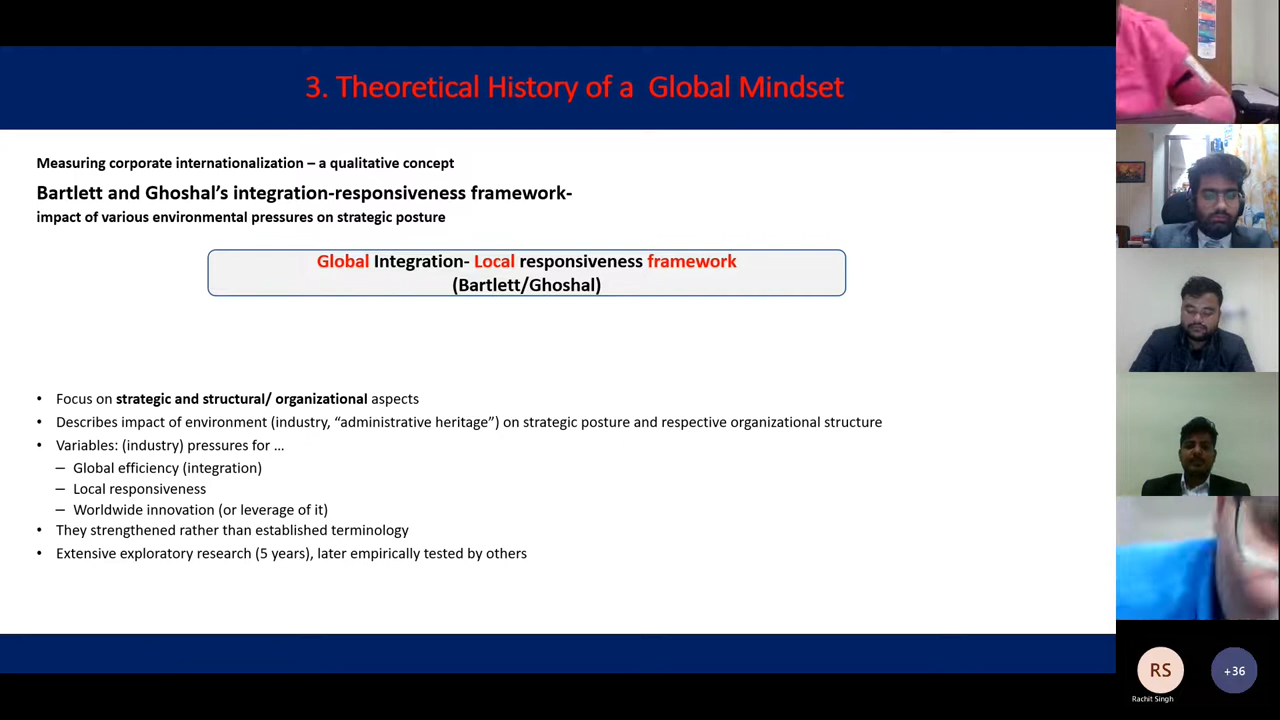 3. Theoretical History of a Global Mindset
Measuring corporate internationalization – a qualitative concept
Bartlett and Ghoshal’s integration-responsiveness framework-
impact of various environmental pressures on strategic posture
Global Integration- Local responsiveness framework
(Bartlett/Ghoshal)
• Focus on strategic and structural/ organizational aspects
• Describes impact of environment (industry, “administrative heritage”) on strategic posture and respective organizational structure
• Variables: (industry) pressures for …
– Global efficiency (integration)
– Local responsiveness
– Worldwide innovation (or leverage of it)
• They strengthened rather than established terminology
• Extensive exploratory research (5 years), later empirically tested by others
RS
+36
Rachit Singh